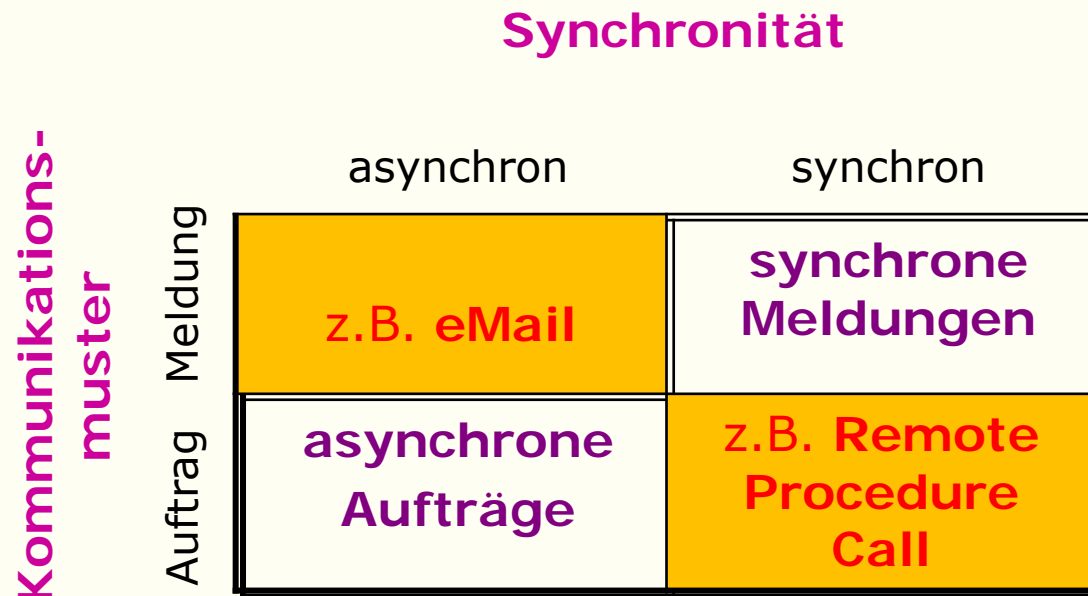 Synchronität
asynchron
synchron
Kommunikations-
muster
Meldung
z.B. eMail
synchrone
Meldungen
Auftrag
asynchrone
Aufträge
z.B. Remote
Procedure
Call